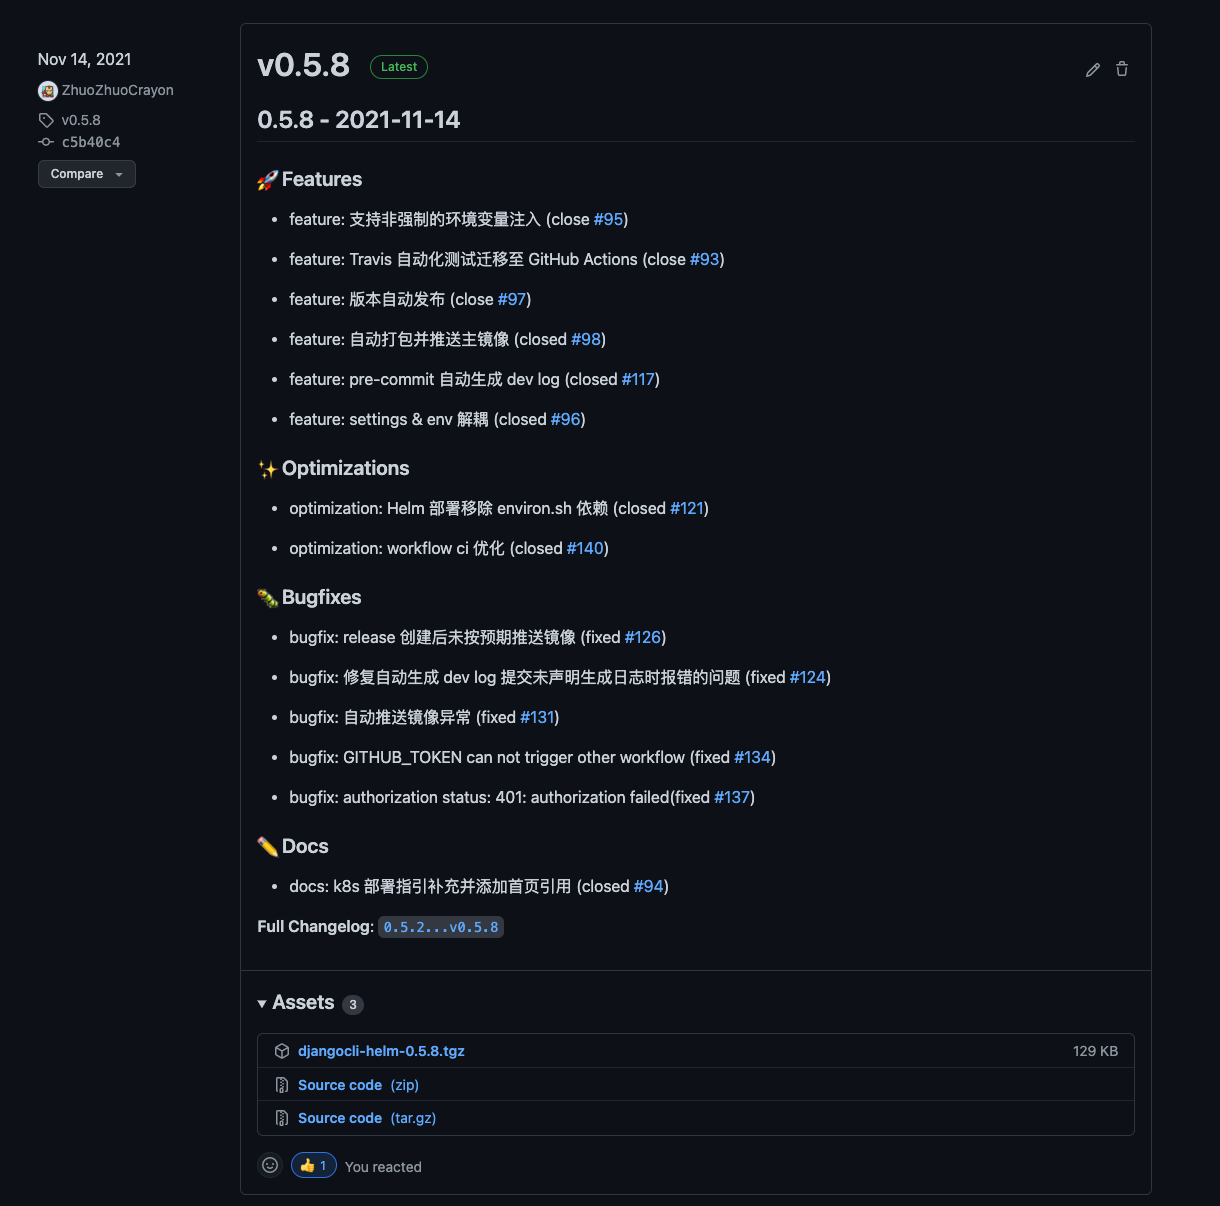 Nov 14, 2021
ZhuoZhuoCrayon
v0.5.8
c5b40c4
Compare
v0.5.8 Latest
0.5.8 - 2021-11-14
🚀 Features
• feature: 支持非强制的环境变量注入 (close #95)
• feature: Travis 自动化测试迁移至 GitHub Actions (close #93)
• feature: 版本自动发布 (close #97)
• feature: 自动打包并推送主镜像 (closed #98)
• feature: pre-commit 自动生成 dev log (closed #117)
• feature: settings & env 解耦 (closed #96)
✨ Optimizations
• optimization: Helm 部署移除 environ.sh 依赖 (closed #121)
• optimization: workflow ci 优化 (closed #140)
🐛 Bugfixes
• bugfix: release 创建后未按预期推送镜像 (fixed #126)
• bugfix: 修复自动生成 dev log 提交未声明生成日志时报错的问题 (fixed #124)
• bugfix: 自动推送镜像异常 (fixed #131)
• bugfix: GITHUB_TOKEN can not trigger other workflow (fixed #134)
• bugfix: authorization status: 401: authorization failed(fixed #137)
✏️ Docs
• docs: k8s 部署指引补充并添加首页引用 (closed #94)
Full Changelog: 0.5.2...v0.5.8
Assets 3
djangocli-helm-0.5.8.tgz 129 KB
Source code (zip)
Source code (tar.gz)
👍 1 You reacted